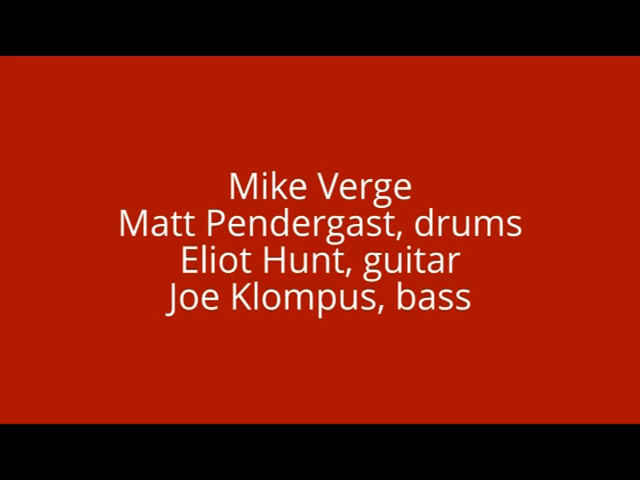 Mike Verge
Matt Pendergast, drums
Eliot Hunt, guitar
Joe Klompus, bass